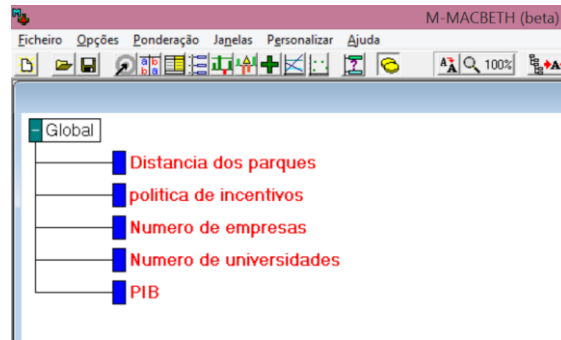 M-MACBETH (beta)
Ficheiro Opções Ponderação Janelas Personalizar Ajuda
100%
Global
Distancia dos parques
politica de incentivos
Numero de empresas
Numero de universidades
PIB